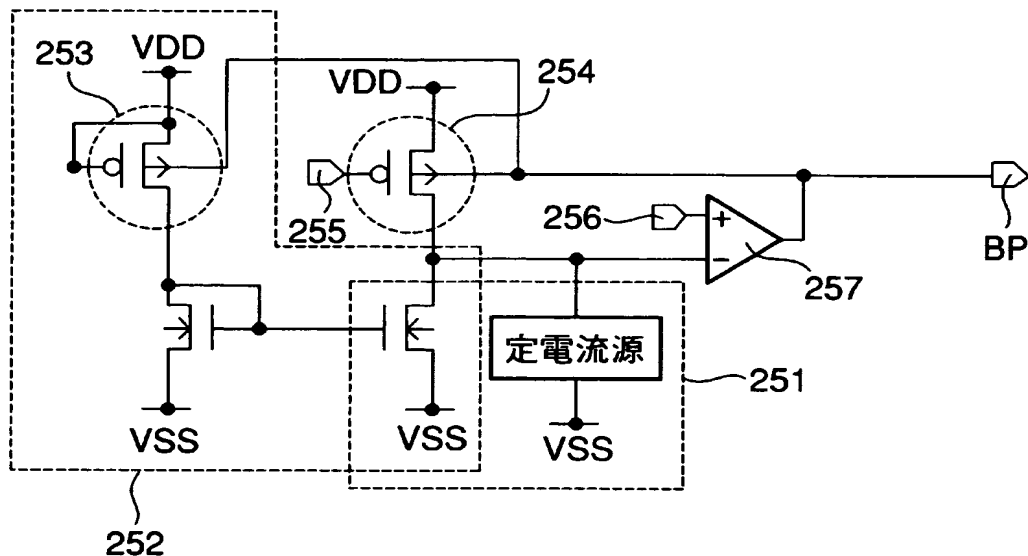 253
VDD
VDD
254
255
256
+
−
257
BP
定電流源
251
VSS
VSS
VSS
252